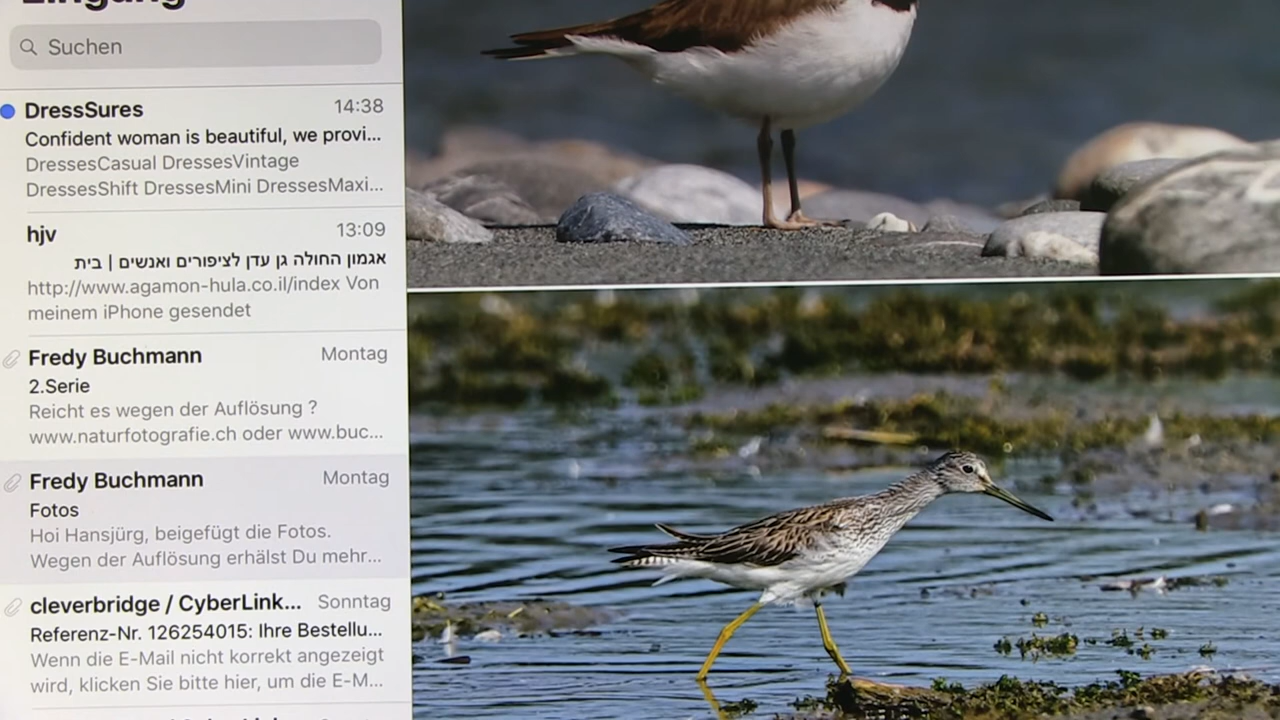 Eingang
Suchen
DressSures 14:38
Confident woman is beautiful, we provi...
DressesCasual DressesVintage
DressesShift DressesMini DressesMaxi...
hjv 13:09
אגמון החולה גן עדן לציפורים ואנשים | בית
http://www.agamon-hula.co.il/index Von
meinem iPhone gesendet
Fredy Buchmann Montag
2.Serie
Reicht es wegen der Auflösung ?
www.naturfotografie.ch oder www.buc...
Fredy Buchmann Montag
Fotos
Hoi Hansjürg, beigefügt die Fotos.
Wegen der Auflösung erhälst Du mehr...
cleverbridge / CyberLink... Sonntag
Referenz-Nr. 126254015: Ihre Bestellu...
Wenn die E-Mail nicht korrekt angezeigt
wird, klicken Sie bitte hier, um die E-M...